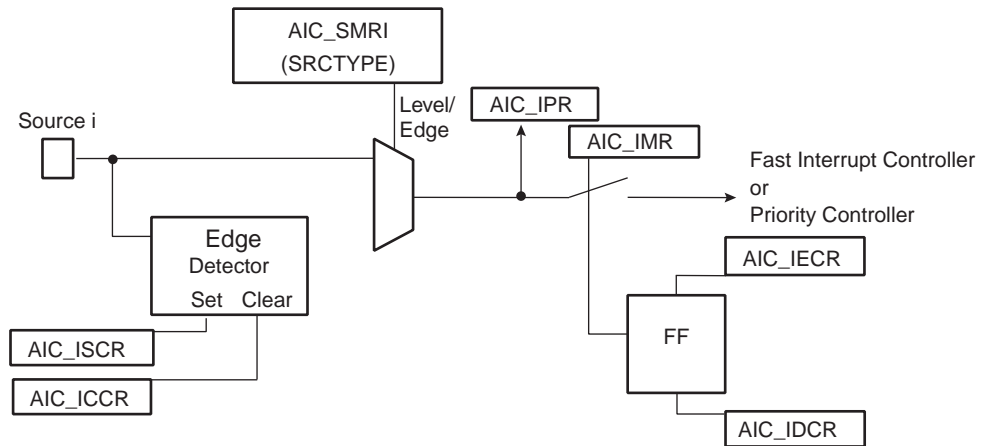 AIC_SMRI
(SRCTYPE)
Source i
Level/
Edge
AIC_IPR
AIC_IMR
Fast Interrupt Controller
or
Priority Controller
Edge
Detector
Set Clear
AIC_IECR
FF
AIC_ISCR
AIC_ICCR
AIC_IDCR